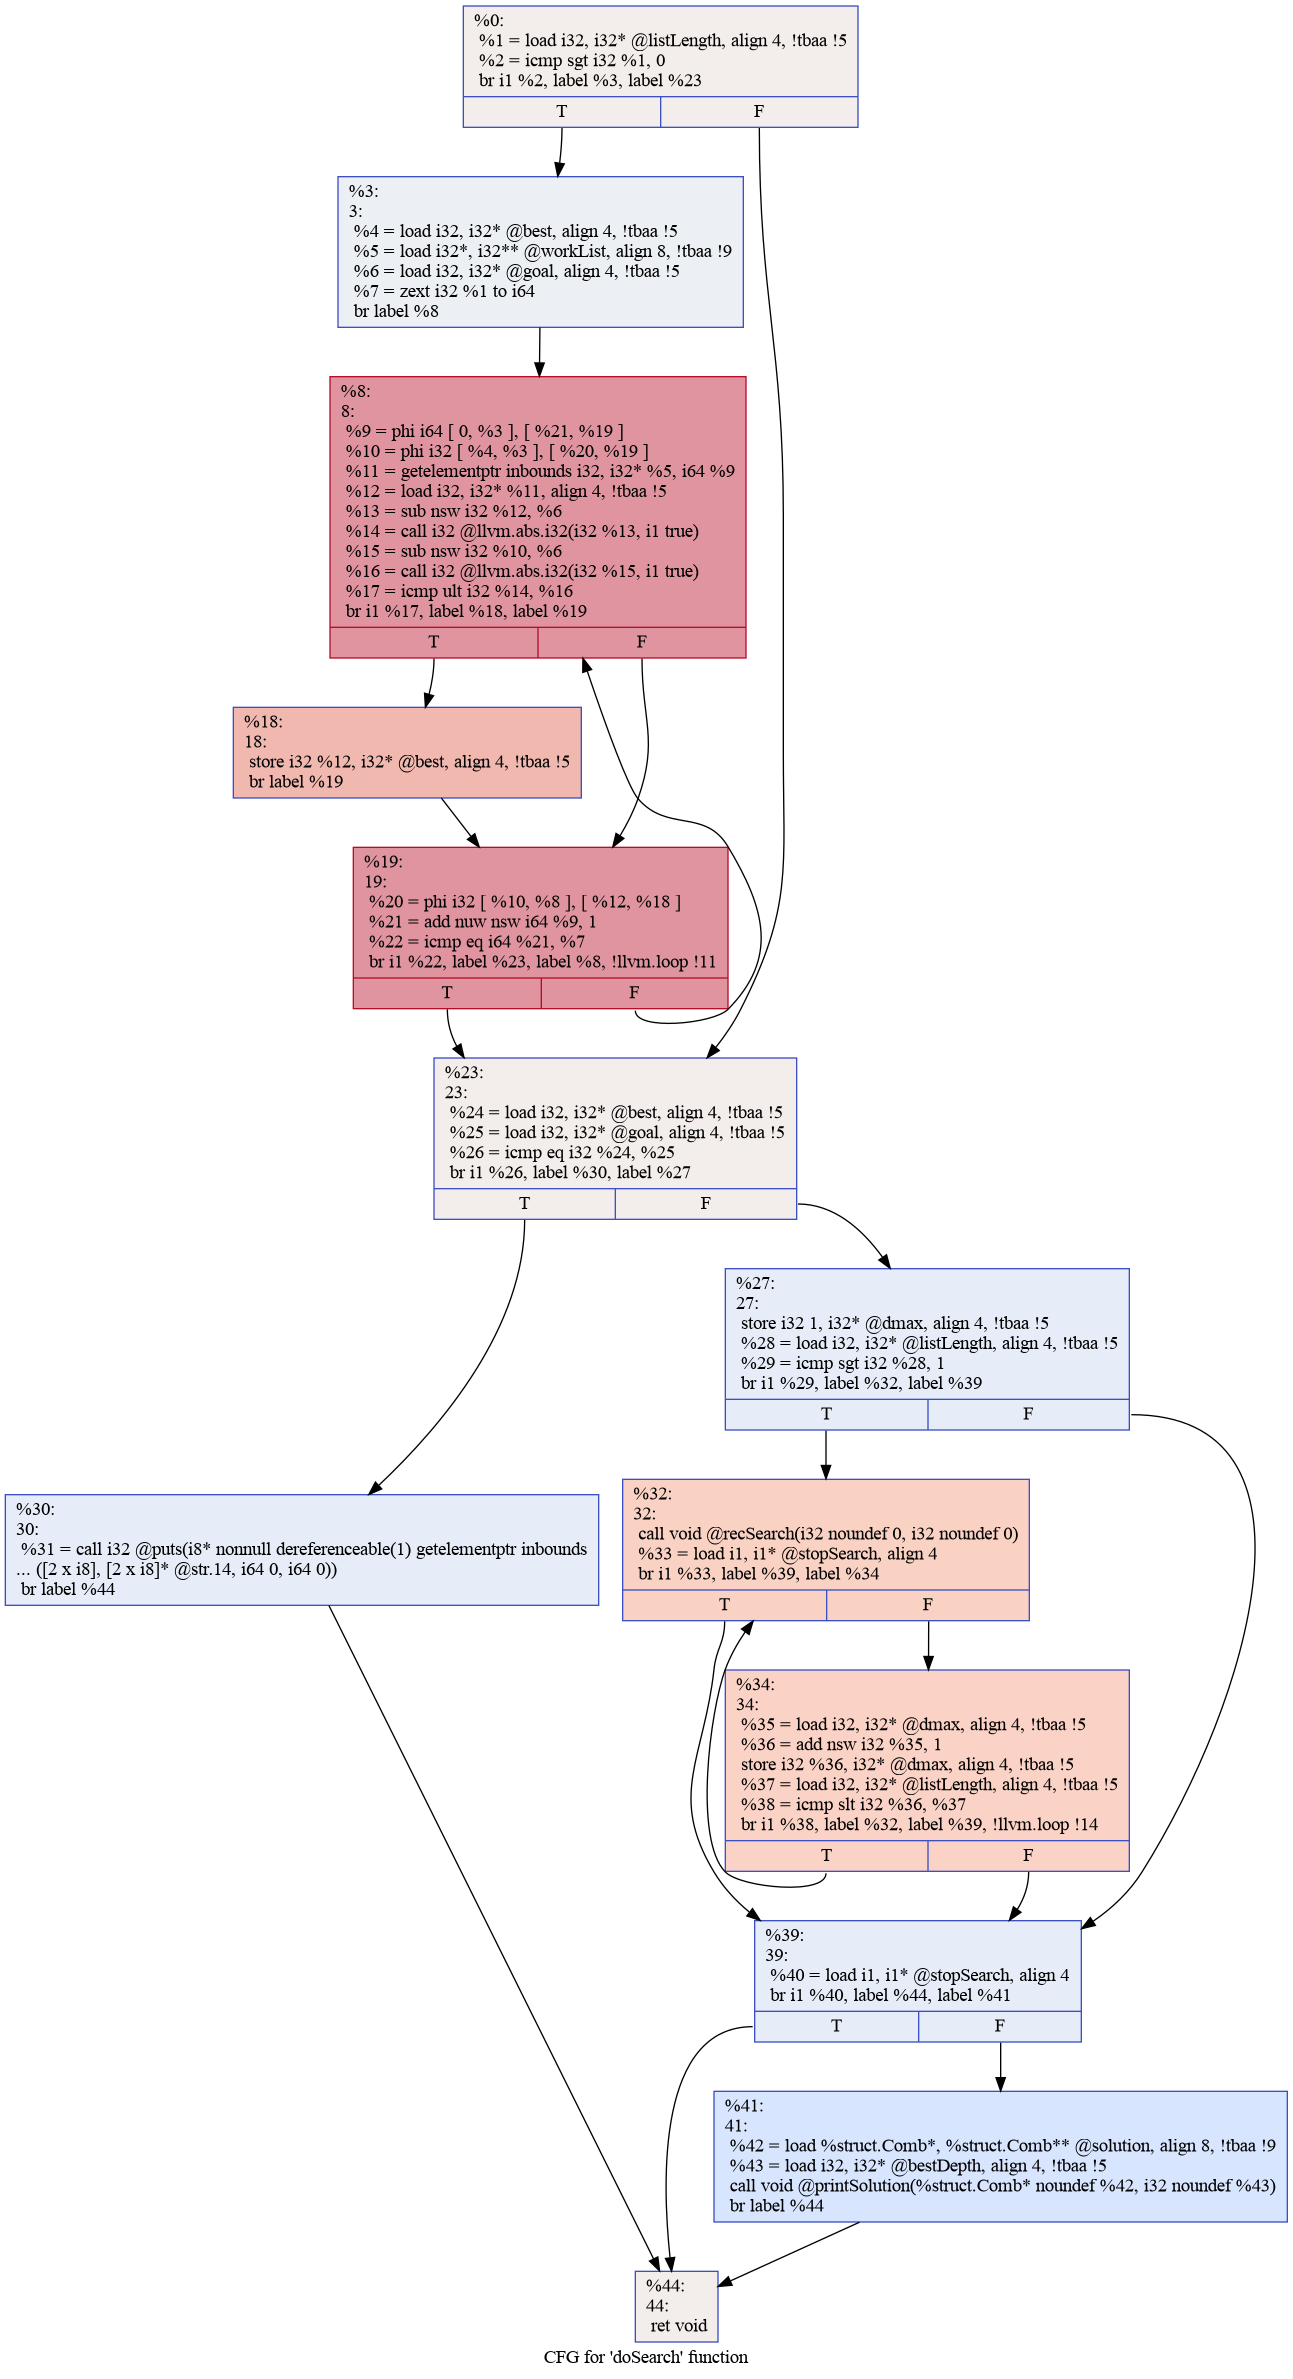 %0:
%1 = load i32, i32* @listLength, align 4, !tbaa !5
%2 = icmp sgt i32 %1, 0
br i1 %2, label %3, label %23
T
F
%3:
3:
%4 = load i32, i32* @best, align 4, !tbaa !5
%5 = load i32*, i32** @workList, align 8, !tbaa !9
%6 = load i32, i32* @goal, align 4, !tbaa !5
%7 = zext i32 %1 to i64
br label %8
%8:
8:
%9 = phi i64 [ 0, %3 ], [ %21, %19 ]
%10 = phi i32 [ %4, %3 ], [ %20, %19 ]
%11 = getelementptr inbounds i32, i32* %5, i64 %9
%12 = load i32, i32* %11, align 4, !tbaa !5
%13 = sub nsw i32 %12, %6
%14 = call i32 @llvm.abs.i32(i32 %13, i1 true)
%15 = sub nsw i32 %10, %6
%16 = call i32 @llvm.abs.i32(i32 %15, i1 true)
%17 = icmp ult i32 %14, %16
br i1 %17, label %18, label %19
T
F
%18:
18:
store i32 %12, i32* @best, align 4, !tbaa !5
br label %19
%19:
19:
%20 = phi i32 [ %10, %8 ], [ %12, %18 ]
%21 = add nuw nsw i64 %9, 1
%22 = icmp eq i64 %21, %7
br i1 %22, label %23, label %8, !llvm.loop !11
T
F
%23:
23:
%24 = load i32, i32* @best, align 4, !tbaa !5
%25 = load i32, i32* @goal, align 4, !tbaa !5
%26 = icmp eq i32 %24, %25
br i1 %26, label %30, label %27
T
F
%27:
27:
store i32 1, i32* @dmax, align 4, !tbaa !5
%28 = load i32, i32* @listLength, align 4, !tbaa !5
%29 = icmp sgt i32 %28, 1
br i1 %29, label %32, label %39
T
F
%30:
30:
%31 = call i32 @puts(i8* nonnull dereferenceable(1) getelementptr inbounds
... ([2 x i8], [2 x i8]* @str.14, i64 0, i64 0))
br label %44
%32:
32:
call void @recSearch(i32 noundef 0, i32 noundef 0)
%33 = load i1, i1* @stopSearch, align 4
br i1 %33, label %39, label %34
T
F
%34:
34:
%35 = load i32, i32* @dmax, align 4, !tbaa !5
%36 = add nsw i32 %35, 1
store i32 %36, i32* @dmax, align 4, !tbaa !5
%37 = load i32, i32* @listLength, align 4, !tbaa !5
%38 = icmp slt i32 %36, %37
br i1 %38, label %32, label %39, !llvm.loop !14
T
F
%39:
39:
%40 = load i1, i1* @stopSearch, align 4
br i1 %40, label %44, label %41
T
F
%41:
41:
%42 = load %struct.Comb*, %struct.Comb** @solution, align 8, !tbaa !9
%43 = load i32, i32* @bestDepth, align 4, !tbaa !5
call void @printSolution(%struct.Comb* noundef %42, i32 noundef %43)
br label %44
%44:
44:
ret void
CFG for 'doSearch' function